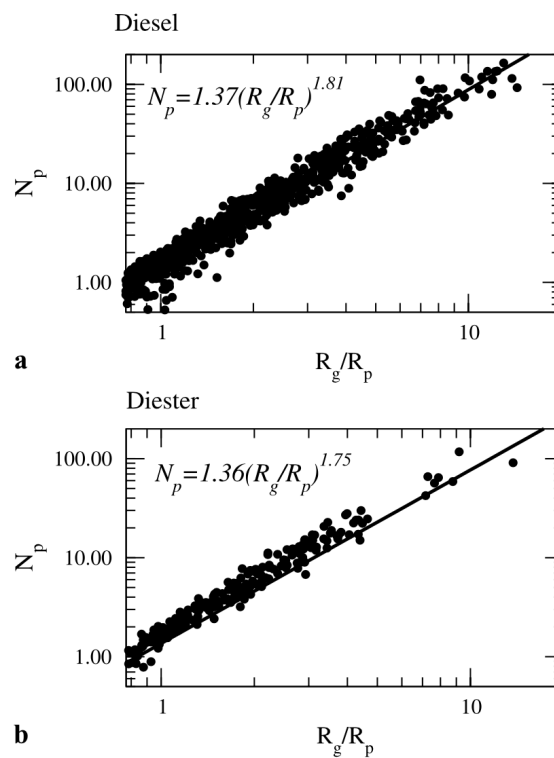 Diesel
100.00
N_p=1.37(R_g/R_p)^1.81
10.00
N_p
1.00
1
10
R_g/R_p
a
Diester
100.00
N_p=1.36(R_g/R_p)^1.75
10.00
N_p
1.00
1
10
R_g/R_p
b